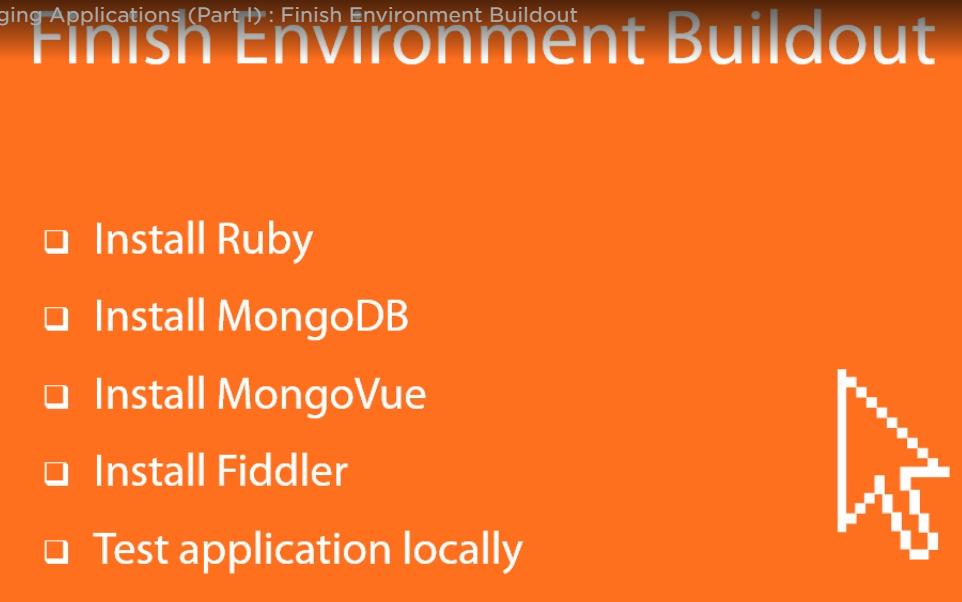 ging Applications (Part 1) : Finish Environment Buildout
Finish Environment Buildout
Install Ruby
Install MongoDB
Install MongoVue
Install Fiddler
Test application locally